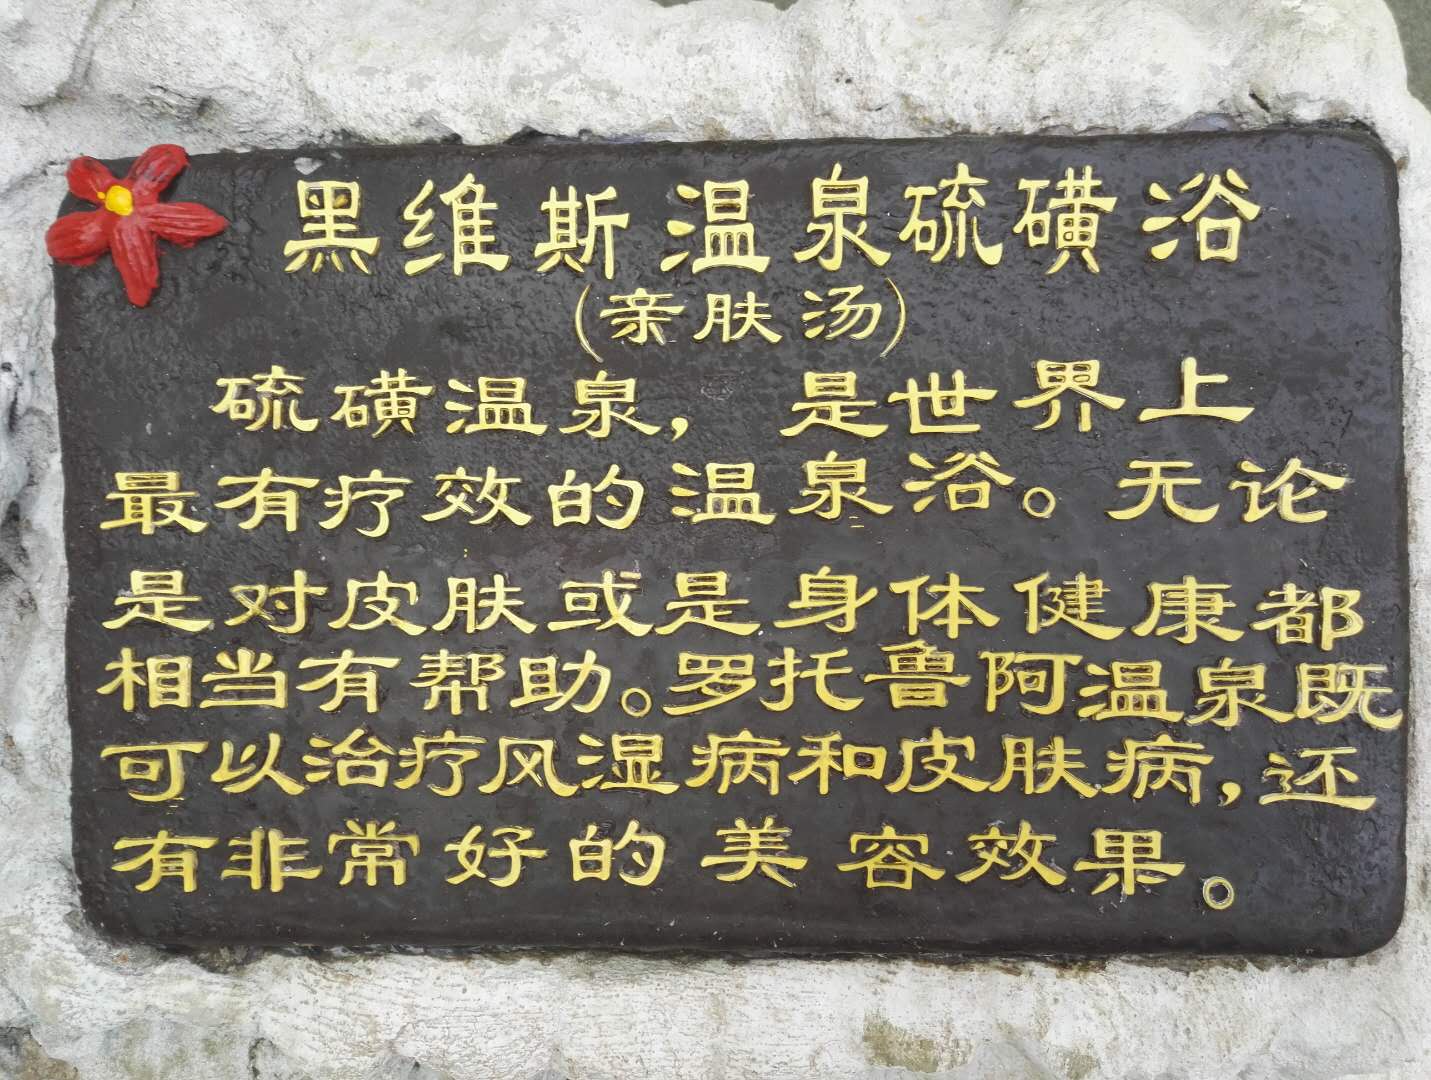 黑维斯温泉硫磺浴
(亲肤汤)
硫磺温泉，是世界上
最有疗效的温泉浴。无论
是对皮肤或是身体健康都
相当有帮助。罗托鲁阿温泉既
可以治疗风湿病和皮肤病，还
有非常好的美容效果。